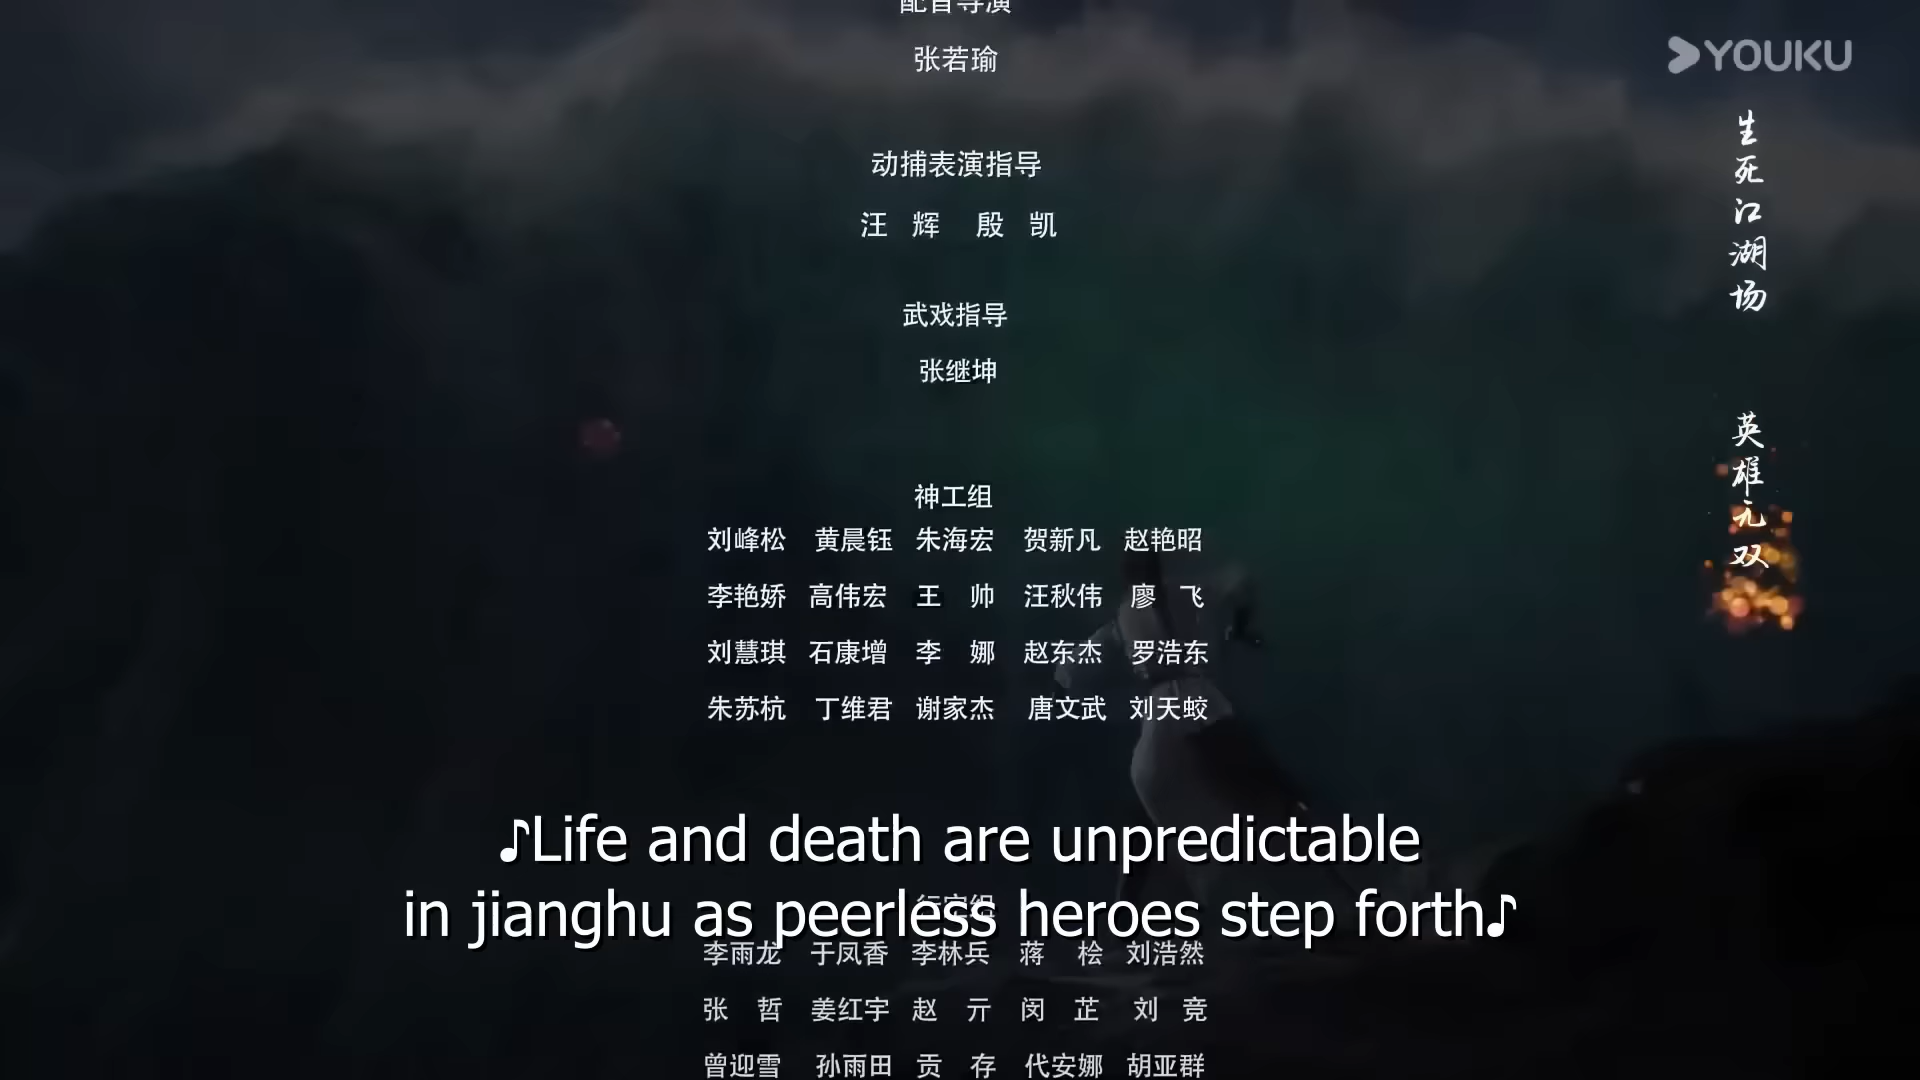 配音导演
张若瑜
YOUKU
动捕表演指导
汪 辉 殷 凯
武戏指导
张继坤
神工组
刘峰松 黄晨钰 朱海宏 贺新凡 赵艳昭
李艳娇 高伟宏 王 帅 汪秋伟 廖 飞
刘慧琪 石康增 李 娜 赵东杰 罗浩东
朱苏杭 丁维君 谢家杰 唐文武 刘天蛟
生死江湖场
英雄元双
♪Life and death are unpredictable
in jianghu as peerless heroes step forth♪
李雨龙 于凤香 李林兵 蒋 桧 刘浩然
张 哲 姜红宇 赵 亓 闵 芷 刘 竞
曾迎雪 孙雨田 贡 存 代安娜 胡亚群